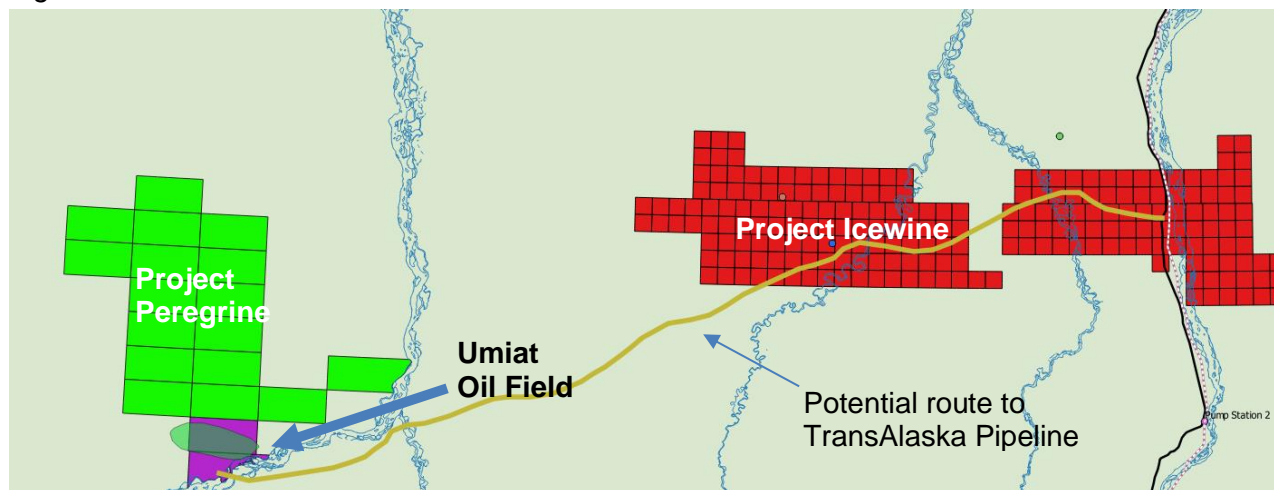 Project Icewine
Project
Peregrine
Umiat
Oil Field
Potential route to
TransAlaska Pipeline
Pump Station 2